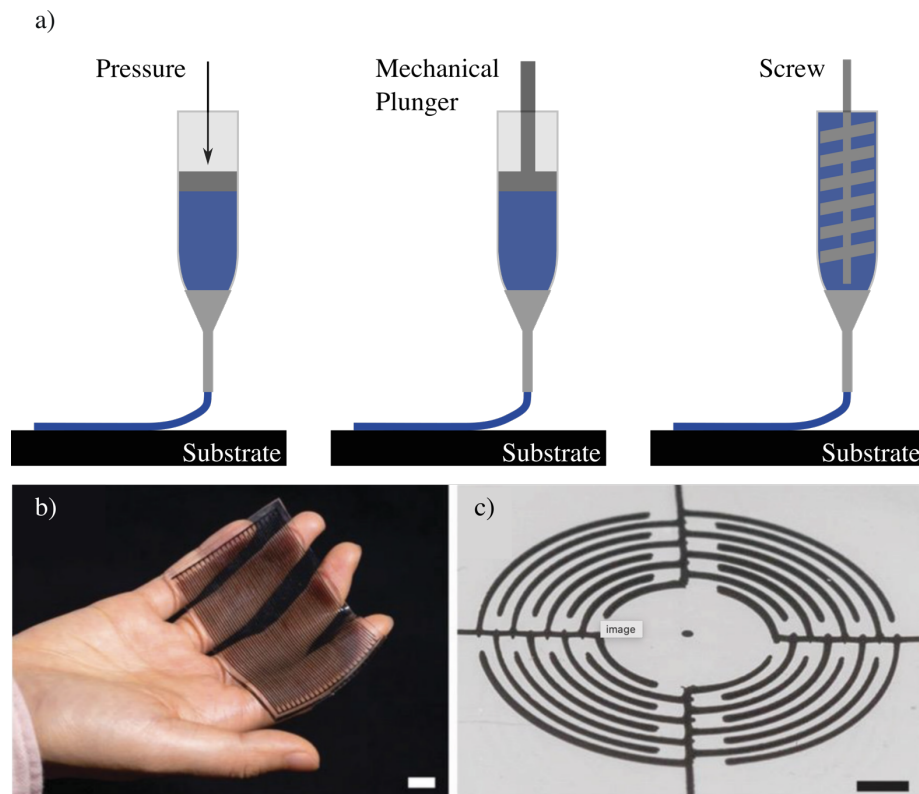 a)
Pressure
Mechanical
Plunger
Screw
Substrate
Substrate
Substrate
b)
c)
image